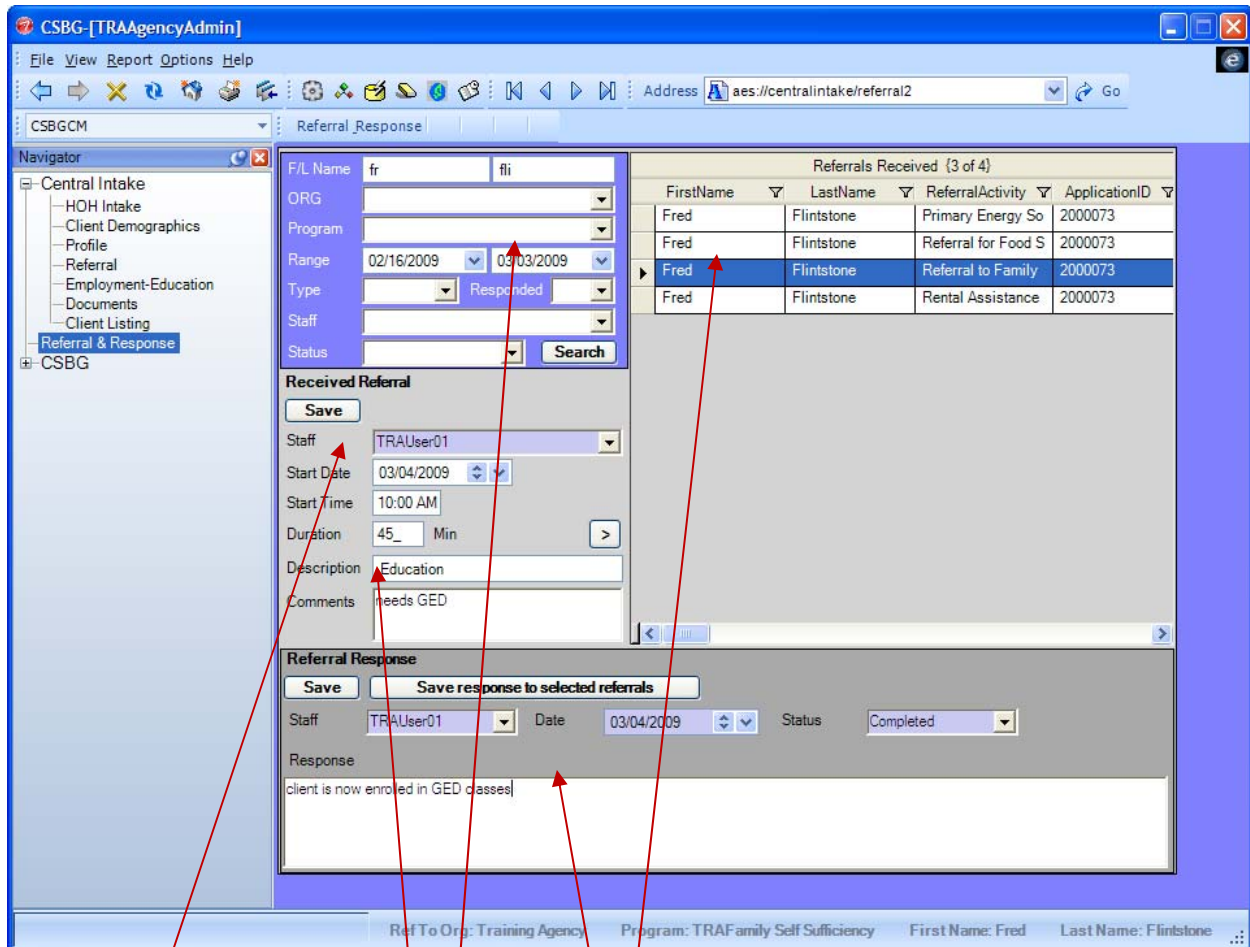 CSBG-[TRAAgencyAdmin]
File View Report Options Help
Address aes://centralintake/referral2 Go
CSBGCM Referral Response
Navigator
Central Intake
HOH Intake
Client Demographics
Profile
Referral
Employment-Education
Documents
Client Listing
Referral & Response
CSBG
F/L Name fr fli
ORG
Program
Range 02/16/2009 03/03/2009
Type Responded
Staff
Status Search
Referrals Received {3 of 4}
FirstName LastName ReferralActivity ApplicationID
Fred Flintstone Primary Energy So 2000073
Fred Flintstone Referral for Food S 2000073
Fred Flintstone Referral to Family 2000073
Fred Flintstone Rental Assistance 2000073
Received Referral
Save
Staff TRAUser01
Start Date 03/04/2009
Start Time 10:00 AM
Duration 45_ Min >
Description Education
Comments needs GED
Referral Response
Save Save response to selected referrals
Staff TRAUser01 Date 03/04/2009 Status Completed
Response
client is now enrolled in GED classes
Ref To Org: Training Agency Program: TRAFamily Self Sufficiency First Name: Fred Last Name: Flintstone